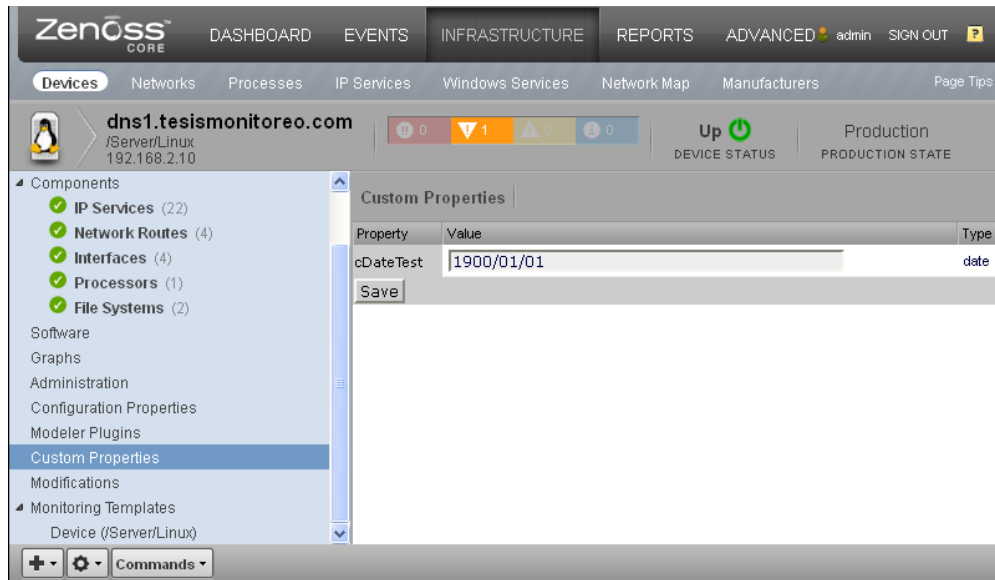 Zenōss™ CORE DASHBOARD EVENTS INFRASTRUCTURE REPORTS ADVANCED admin SIGN OUT ?
Devices Networks Processes IP Services Windows Services Network Map Manufacturers Page Tips
dns1.tesismonitoreo.com
/Server/Linux
192.168.2.10
0 1 0 0
Up
DEVICE STATUS
Production
PRODUCTION STATE
Components
IP Services (22)
Network Routes (4)
Interfaces (4)
Processors (1)
File Systems (2)
Software
Graphs
Administration
Configuration Properties
Modeler Plugins
Custom Properties
Modifications
Monitoring Templates
Device (/Server/Linux)
Custom Properties
Property Value Type
cDateTest 1900/01/01 date
Save
Commands